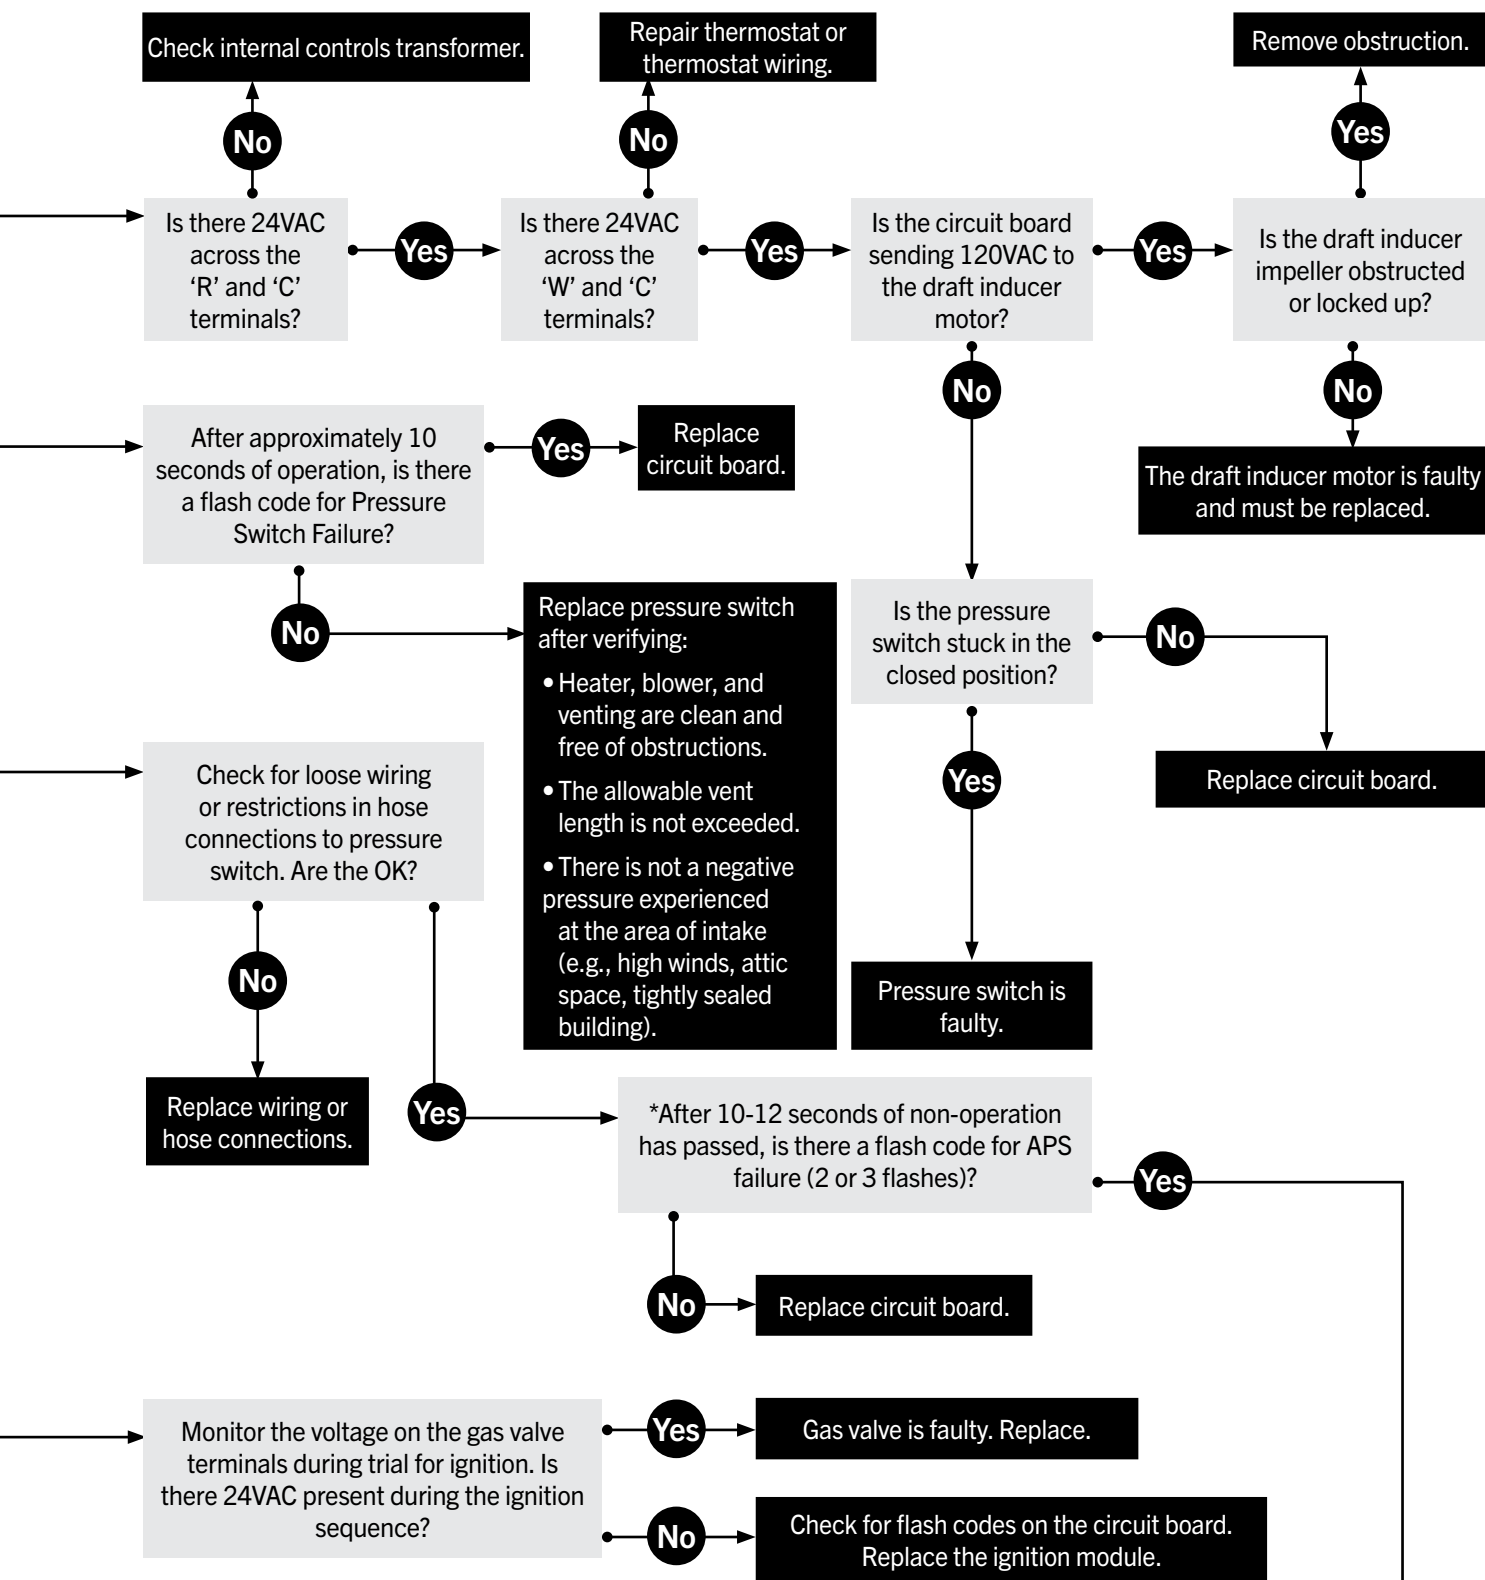 Check internal controls transformer.
Repair thermostat or
thermostat wiring.
Remove obstruction.
No
No
Yes
Is there 24VAC
across the
‘R’ and ‘C’
terminals?
Yes
Is there 24VAC
across the
‘W’ and ‘C’
terminals?
Yes
Is the circuit board
sending 120VAC to
the draft inducer
motor?
Yes
Is the draft inducer
impeller obstructed
or locked up?
No
No
After approximately 10
seconds of operation, is there
a flash code for Pressure
Switch Failure?
Yes
Replace
circuit board.
The draft inducer motor is faulty
and must be replaced.
No
Replace pressure switch
after verifying:
• Heater, blower, and
venting are clean and
free of obstructions.
• The allowable vent
length is not exceeded.
• There is not a negative
pressure experienced
at the area of intake
(e.g., high winds, attic
space, tightly sealed
building).
Is the pressure
switch stuck in the
closed position?
No
Replace circuit board.
Yes
Pressure switch is
faulty.
Check for loose wiring
or restrictions in hose
connections to pressure
switch. Are the OK?
No
Replace wiring or
hose connections.
Yes
*After 10-12 seconds of non-operation
has passed, is there a flash code for APS
failure (2 or 3 flashes)?
Yes
No
Replace circuit board.
Monitor the voltage on the gas valve
terminals during trial for ignition. Is
there 24VAC present during the ignition
sequence?
Yes
Gas valve is faulty. Replace.
No
Check for flash codes on the circuit board.
Replace the ignition module.